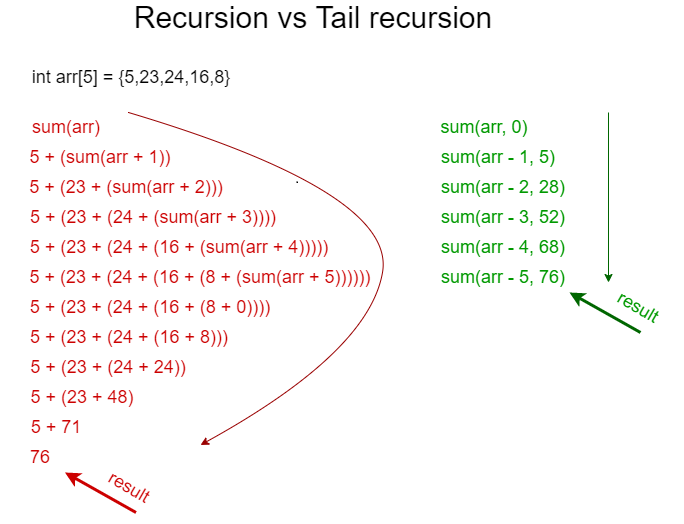 Recursion vs Tail recursion
int arr[5] = {5,23,24,16,8}
sum(arr)
5 + (sum(arr + 1))
5 + (23 + (sum(arr + 2)))
5 + (23 + (24 + (sum(arr + 3))))
5 + (23 + (24 + (16 + (sum(arr + 4)))))
5 + (23 + (24 + (16 + (8 + (sum(arr + 5))))))
5 + (23 + (24 + (16 + (8 + 0))))
5 + (23 + (24 + (16 + 8)))
5 + (23 + (24 + 24))
5 + (23 + 48)
5 + 71
76
result
sum(arr, 0)
sum(arr - 1, 5)
sum(arr - 2, 28)
sum(arr - 3, 52)
sum(arr - 4, 68)
sum(arr - 5, 76)
result